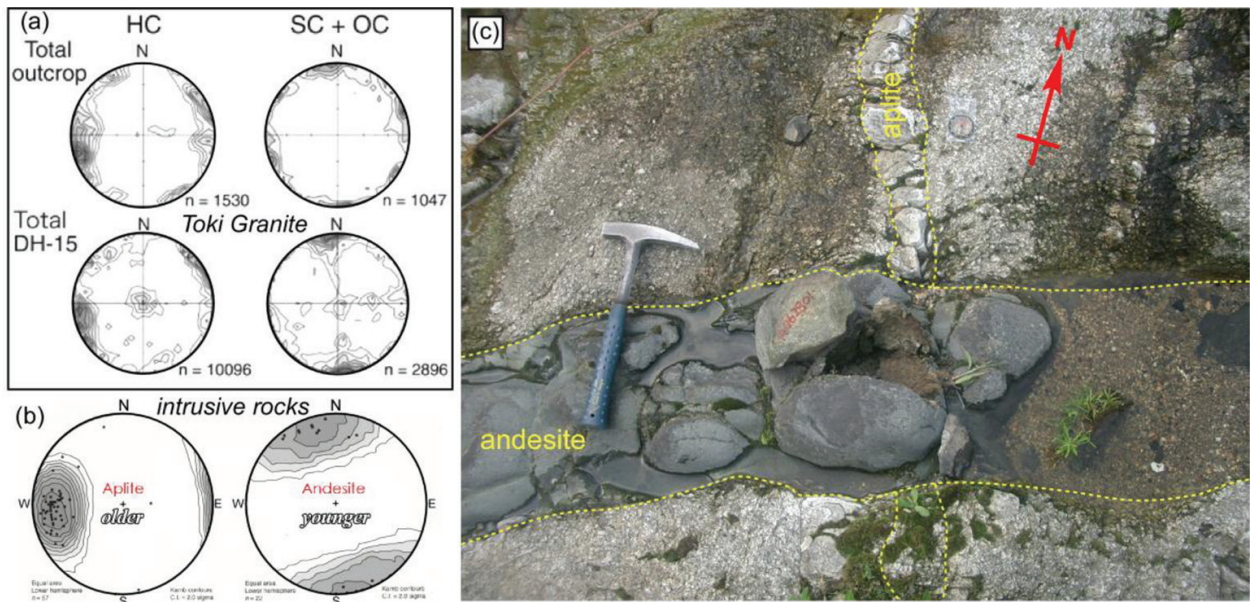 (a)
HC
SC + OC
Total outcrop
N
N
n = 1530
n = 1047
Total DH-15
N
Toki Granite
N
n = 10096
n = 2896
(b)
intrusive rocks
N
N
W
Aplite
older
E
W
Andesite
younger
E
S
S
Equal area
Lower hemisphere
n = 57
Kamb contours
C.I. = 2.0 sigma
Equal area
Lower hemisphere
Kamb contours
C.I. = 2.0 sigma
(c)
aplite
N
andesite